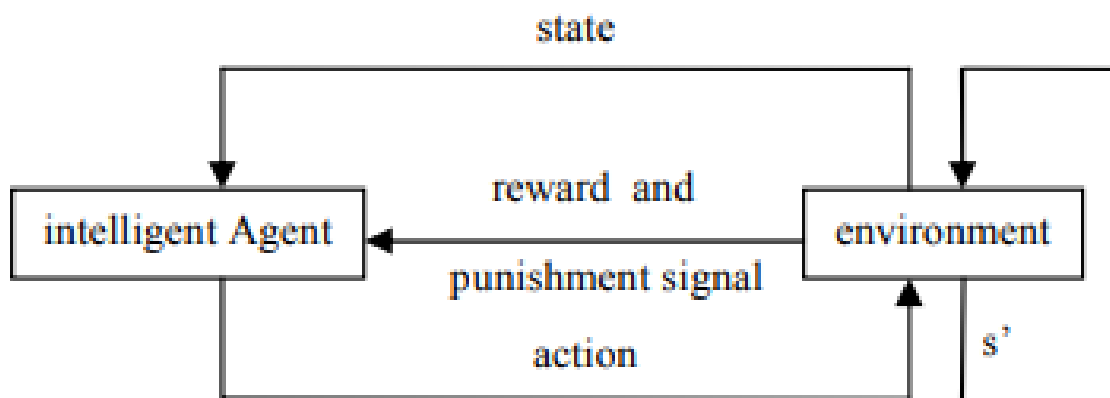 state
reward and
intelligent Agent
environment
punishment signal
action
s’